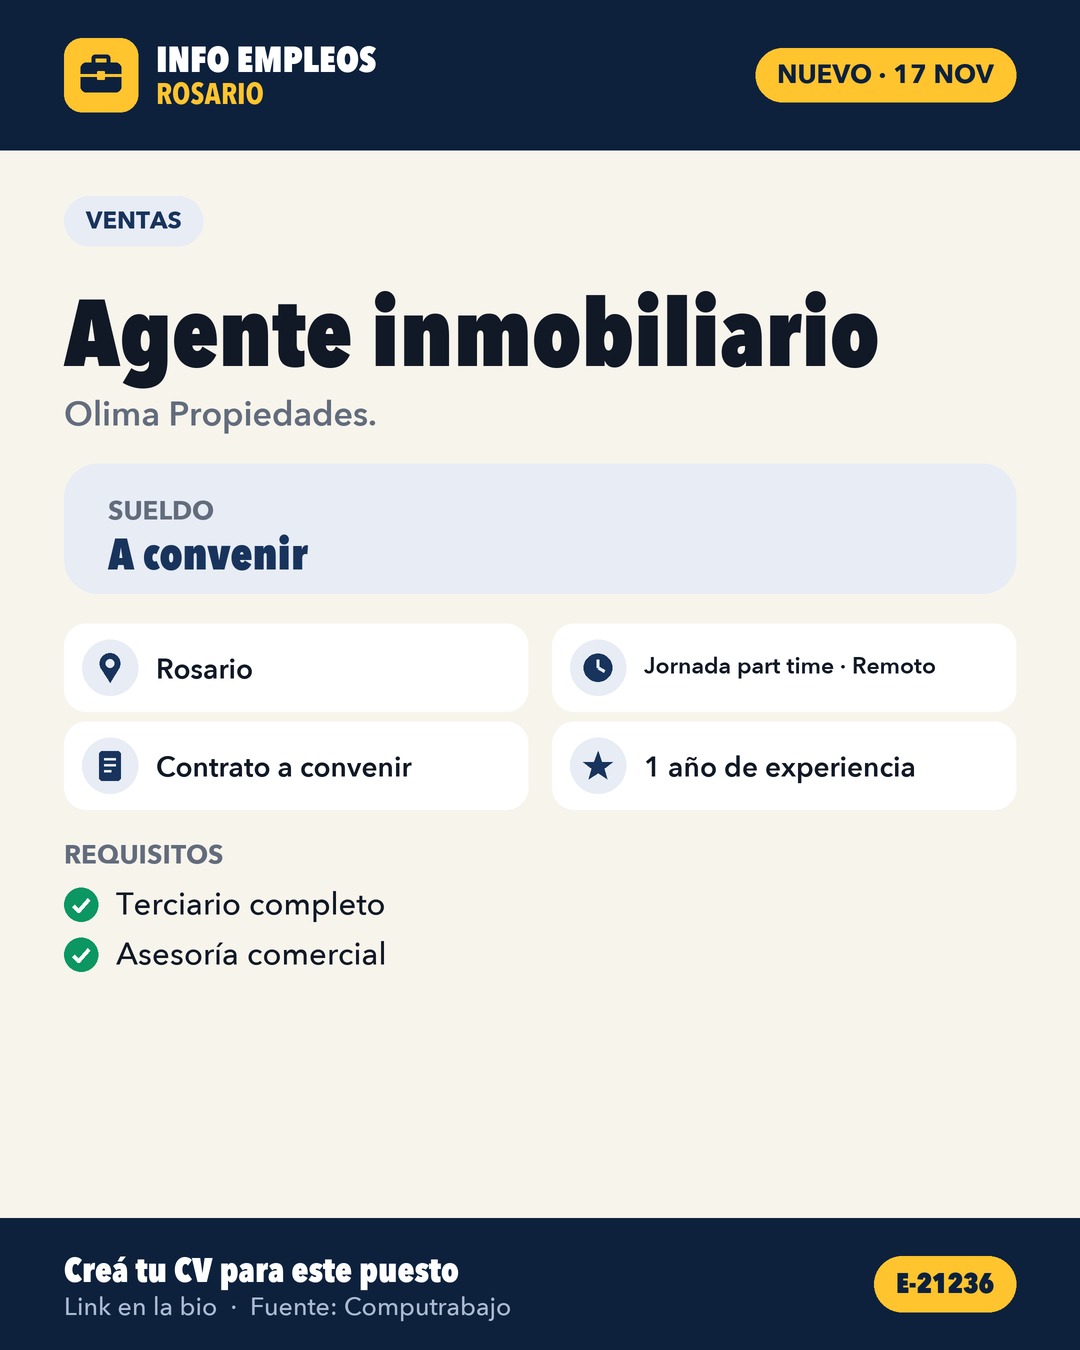 INFO EMPLEOS
ROSARIO
NUEVO · 17 NOV
VENTAS
Agente inmobiliario
Olima Propiedades.
SUELDO
A convenir
Rosario
Jornada part time · Remoto
Contrato a convenir
1 año de experiencia
REQUISITOS
Terciario completo
Asesoría comercial
Creá tu CV para este puesto
Link en la bio · Fuente: Computrabajo
E-21236